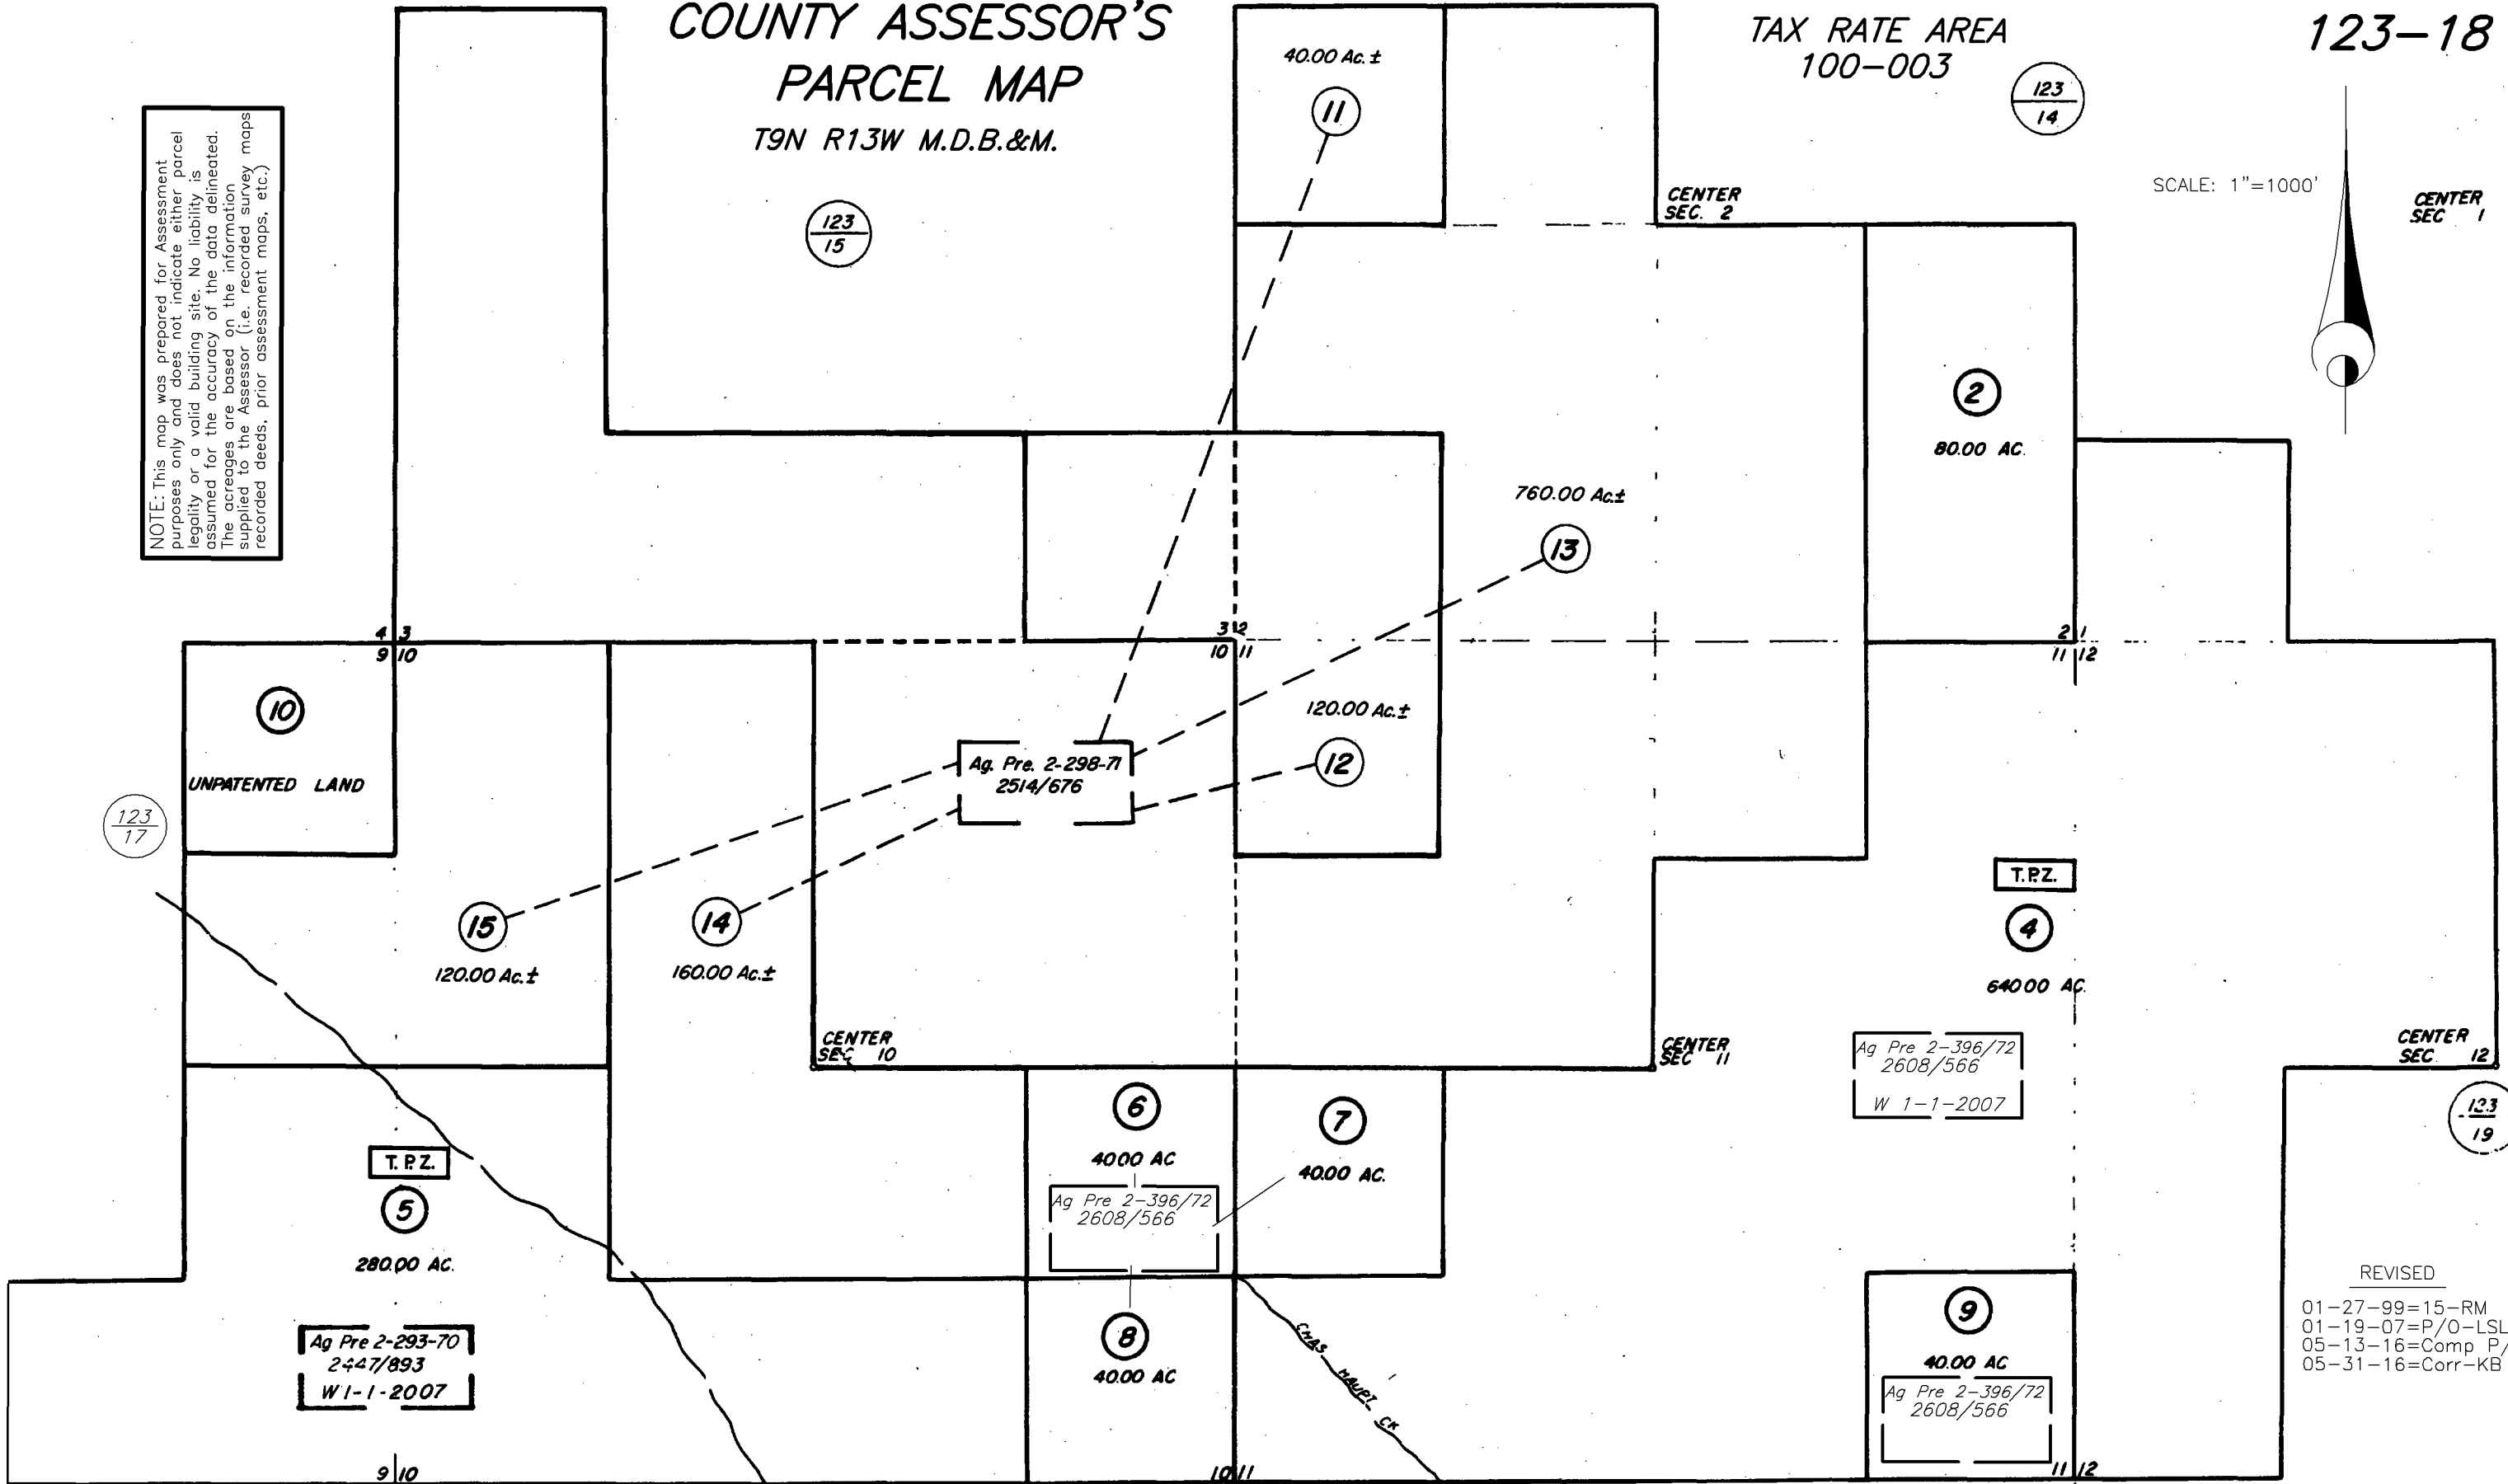 COUNTY ASSESSOR'S
PARCEL MAP
T9N R13W M.D.B.&M.
TAX RATE AREA
100-003
123-18
123
14
SCALE: 1"=1000'
CENTER
SEC 1
NOTE: This map was prepared for Assessment
purposes only and does not indicate either parcel
legality or a valid building site. No liability is
assumed for the accuracy of the data delineated.
The acreages are based on the information
supplied to the Assessor (i.e. recorded survey maps
recorded deeds, prior assessment maps, etc.)
40.00 Ac.±
11
123
15
CENTER
SEC. 2
2
80.00 AC.
760.00 Ac.±
13
4 3
9 10
3 2
10 11
2 1
11 12
10
UNPATENTED LAND
123
17
120.00 Ac.±
12
Ag. Pre. 2-298-71
2514/676
15
120.00 Ac.±
14
160.00 Ac.±
T.P.Z.
4
640.00 AC.
CENTER
SEC 10
CENTER
SEC 11
Ag Pre 2-396/72
2608/566
W 1-1-2007
CENTER
SEC. 12
123
19
6
40.00 AC
Ag Pre 2-396/72
2608/566
7
40.00 AC.
T.P.Z.
5
280.00 AC.
Ag Pre 2-293-70
2447/893
W 1-1-2007
8
40.00 AC
CHAS HAUPT CK
9
40.00 AC
Ag Pre 2-396/72
2608/566
REVISED
01-27-99=15-RM
01-19-07=P/O-LSL
05-13-16=Comp P/
05-31-16=Corr-KB
9 10
10 11
11 12